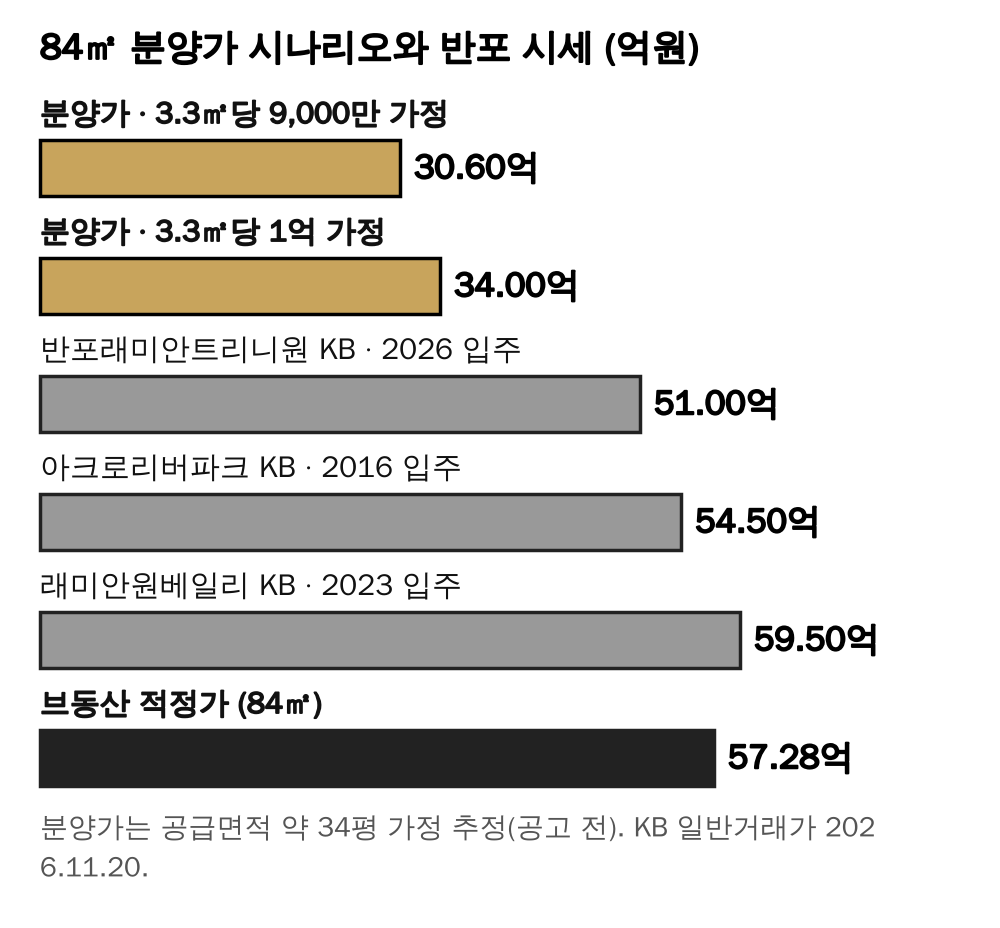 84㎡ 분양가 시나리오와 반포 시세 (억원)
분양가 · 3.3㎡당 9,000만 가정
30.60억
분양가 · 3.3㎡당 1억 가정
34.00억
반포래미안트리니원 KB · 2026 입주
51.00억
아크로리버파크 KB · 2016 입주
54.50억
래미안원베일리 KB · 2023 입주
59.50억
브동산 적정가 (84㎡)
57.28억
분양가는 공급면적 약 34평 가정 추정(공고 전). KB 일반거래가 202
6.11.20.